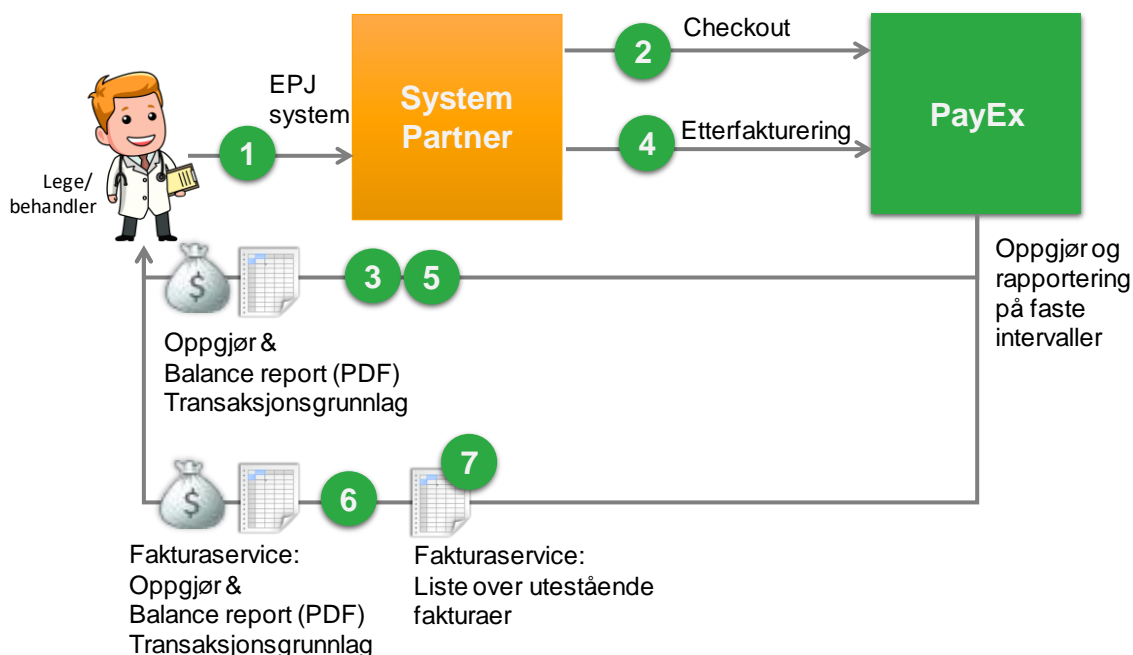 Checkout
2
EPJ
system
System
Partner
PayEx
1
Etterfakturering
4
Lege/
behandler
$
3
5
Oppgjør og
rapportering
på faste
intervaller
Oppgjør &
Balance report (PDF)
Transaksjonsgrunnlag
7
$
6
Fakturaservice:
Oppgjør &
Balance report (PDF)
Transaksjonsgrunnlag
Fakturaservice:
Liste over utestående
fakturaer